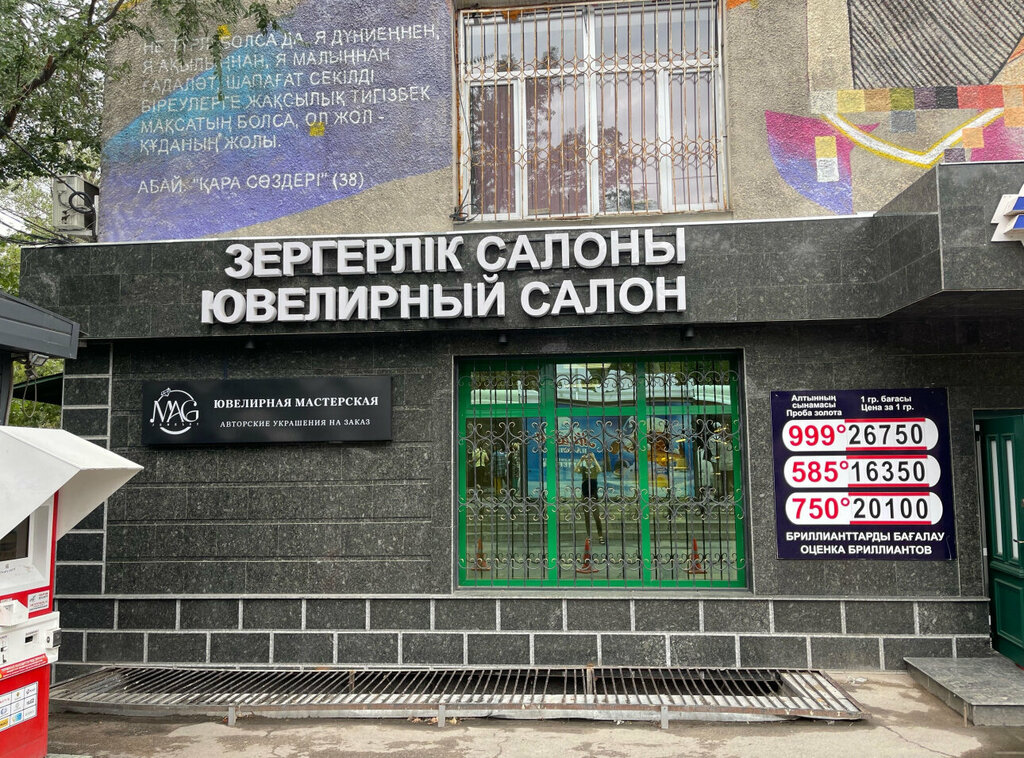 НЕ ТҮРЛІ БОЛСА ДА, Я ДҮНИЕҢНЕН,
Я АҚЫЛЫҢНАН, Я МАЛЫҢНАН
ҒАДАЛӘТ, ШАПАҒАТ СЕКІЛДІ
БІРЕУЛЕРГЕ ЖАҚСЫЛЫҚ ТИГІЗБЕК
МАҚСАТЫҢ БОЛСА, ОЛ ЖОЛ -
ҚҰДАНЫҢ ЖОЛЫ.
АБАЙ. "ҚАРА СӨЗДЕРІ" (38)
ЗЕРГЕРЛІК САЛОНЫ
ЮВЕЛИРНЫЙ САЛОН
MAG
ЮВЕЛИРНАЯ МАСТЕРСКАЯ
АВТОРСКИЕ УКРАШЕНИЯ НА ЗАКАЗ
Алтынның сынамасы 1 гр. бағасы
Проба золота Цена за 1 гр.
999° 26750
585° 16350
750° 20100
БРИЛЛИАНТТАРДЫ БАҒАЛАУ
ОЦЕНКА БРИЛЛИАНТОВ